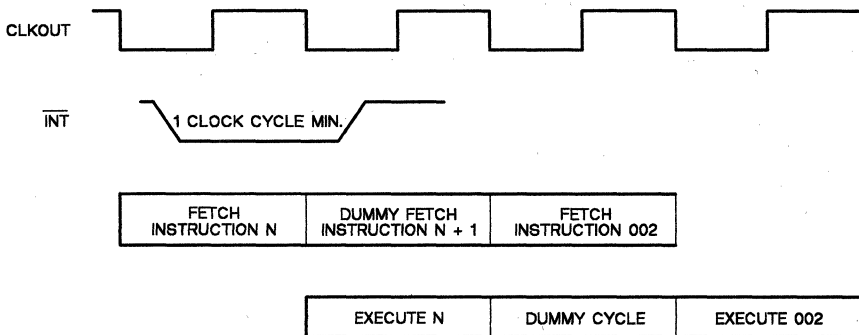 CLKOUT
INT
1 CLOCK CYCLE MIN.
FETCH
INSTRUCTION N
DUMMY FETCH
INSTRUCTION N + 1
FETCH
INSTRUCTION 002
EXECUTE N
DUMMY CYCLE
EXECUTE 002